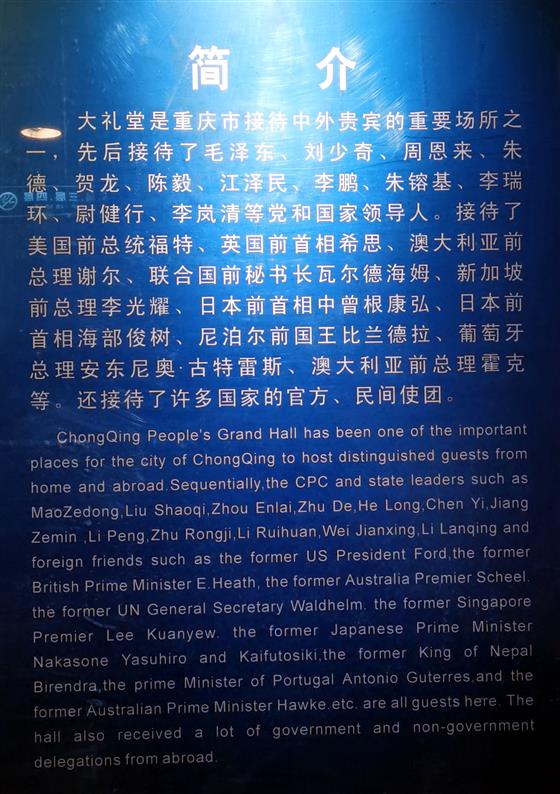 简 介
大礼堂是重庆市接待中外贵宾的重要场所之
一，先后接待了毛泽东、刘少奇、周恩来、朱
德、贺龙、陈毅、江泽民、李鹏、朱镕基、李瑞
环、尉健行、李岚清等党和国家领导人。接待了
美国前总统福特、英国前首相希思、澳大利亚前
总理谢尔、联合国前秘书长瓦尔德海姆、新加坡
前总理李光耀、日本前首相中曾根康弘、日本前
首相海部俊树、尼泊尔前国王比兰德拉、葡萄牙
总理安东尼奥·古特雷斯、澳大利亚前总理霍克
等。还接待了许多国家的官方、民间使团。
ChongQing People's Grand Hall has been one of the important
places for the city of ChongQing to host distinguished guests from
home and abroad.Sequentially,the CPC and state leaders such as
MaoZedong,Liu Shaoqi,Zhou Enlai,Zhu De,He Long,Chen Yi,Jiang
Zemin ,Li Peng,Zhu Rongji,Li Ruihuan,Wei Jianxing,Li Lanqing and
foreign friends such as the former US President Ford,the former
British Prime Minister E.Heath, the former Australia Premier Scheel.
the former UN General Secretary Waldhelm. the former Singapore
Premier Lee Kuanyew. the former Japanese Prime Minister
Nakasone Yasuhiro and Kaifutosiki,the former King of Nepal
Birendra,the prime Minister of Portugal Antonio Guterres,and the
former Australian Prime Minister Hawke.etc. are all guests here. The
hall also received a lot of government and non-government
delegations from abroad.